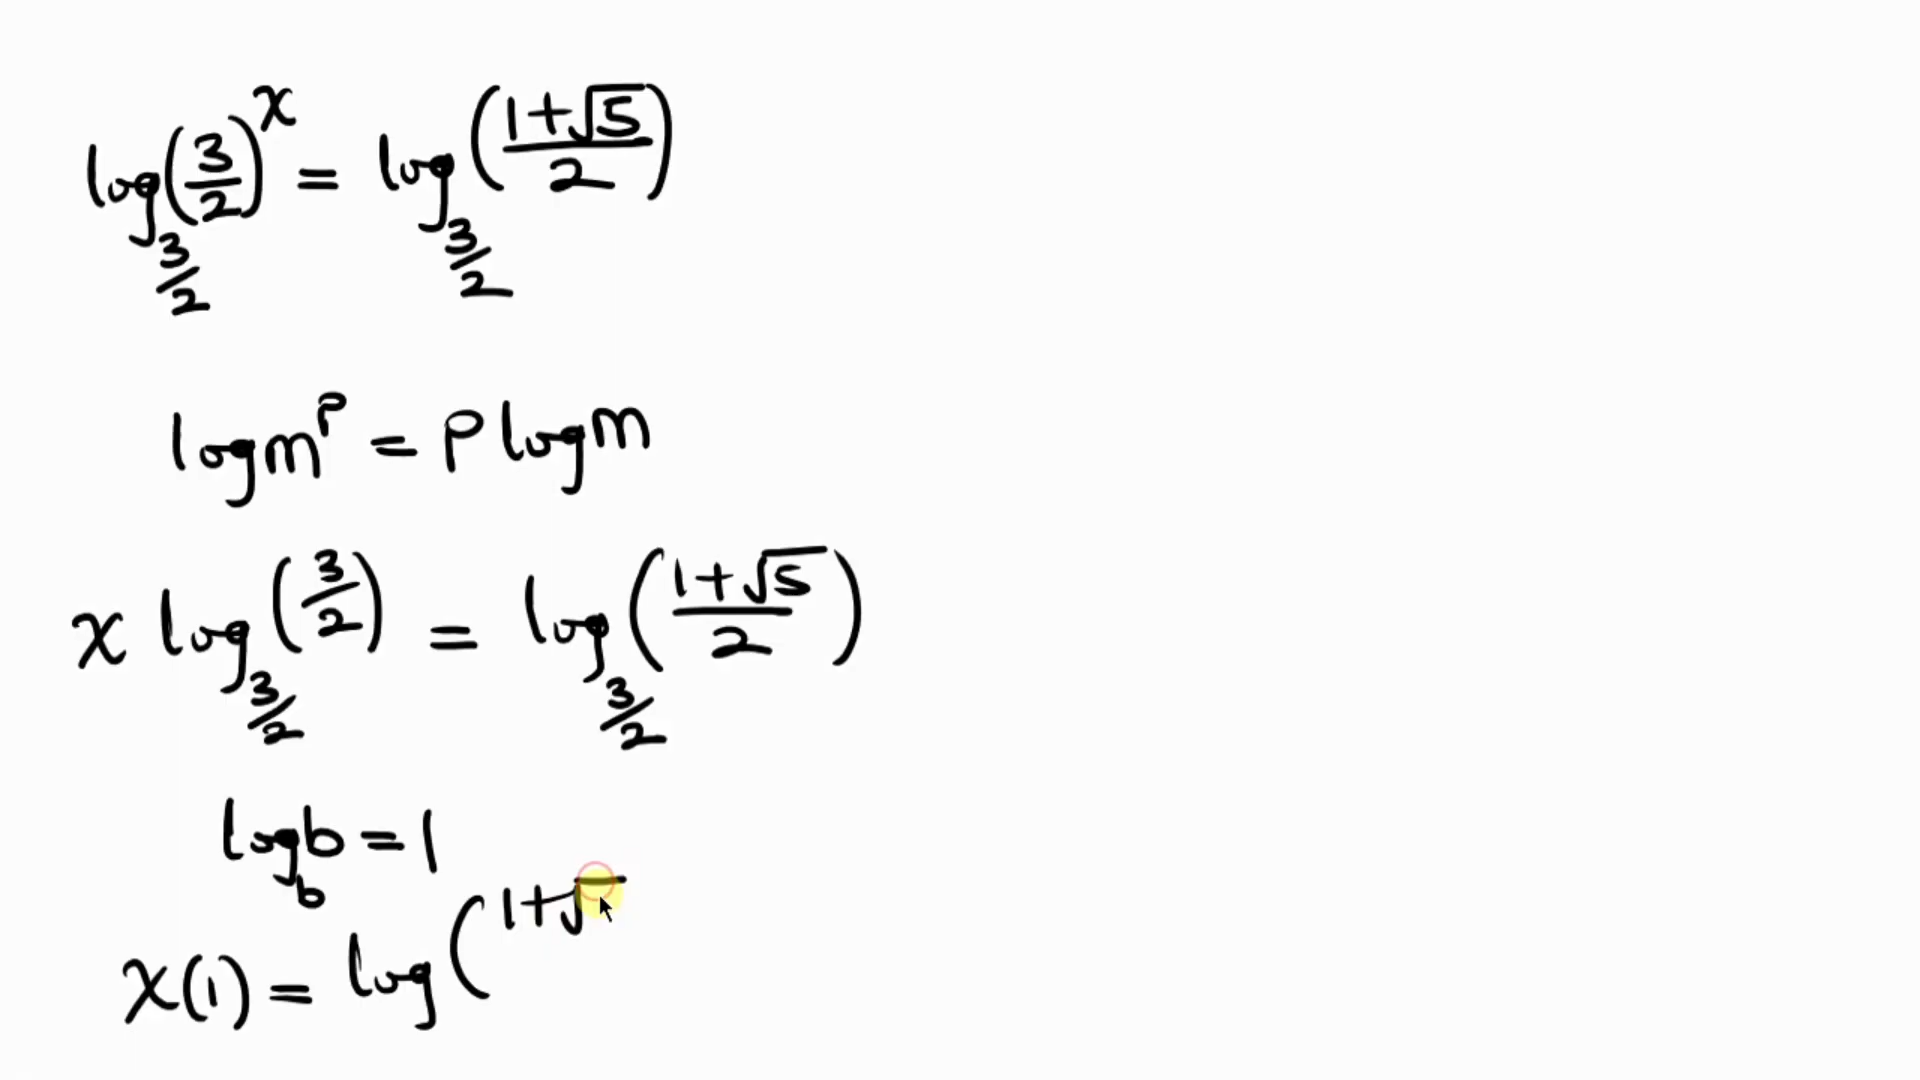 log_{3/2}(3/2)^x = log_{3/2}((1+√5)/2)
log m^p = p log m
x log_{3/2}(3/2) = log_{3/2}((1+√5)/2)
log_b b = 1
x(1) = log(1+√